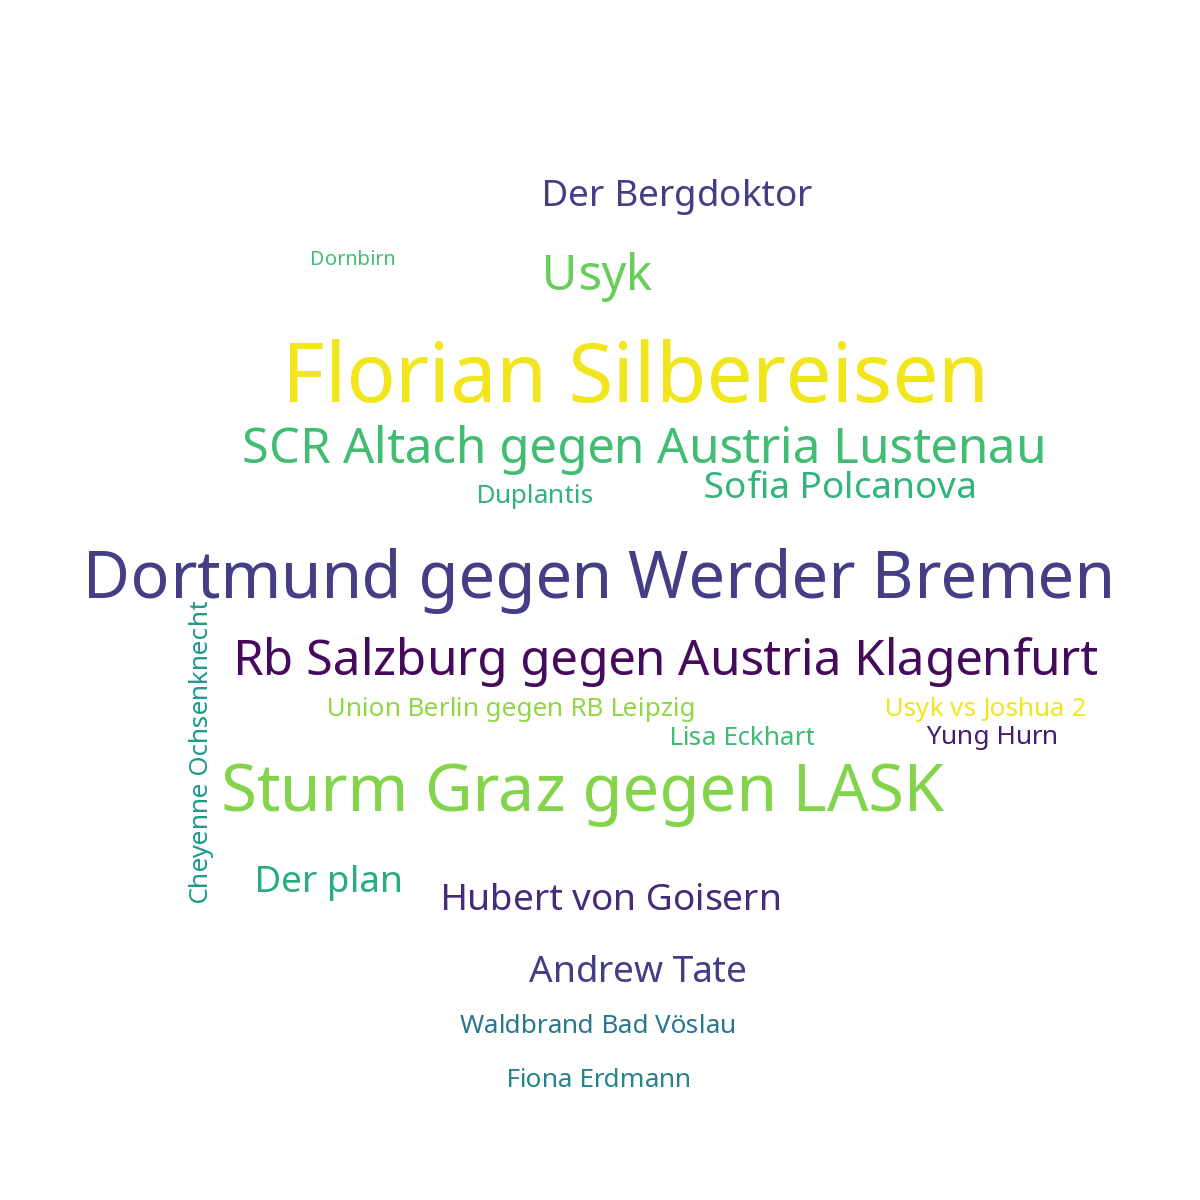 Der Bergdoktor
Dornbirn
Usyk
Florian Silbereisen
SCR Altach gegen Austria Lustenau
Duplantis
Sofia Polcanova
Dortmund gegen Werder Bremen
Cheyenne Ochsenknecht
Rb Salzburg gegen Austria Klagenfurt
Union Berlin gegen RB Leipzig
Usyk vs Joshua 2
Lisa Eckhart
Yung Hurn
Sturm Graz gegen LASK
Der plan
Hubert von Goisern
Andrew Tate
Waldbrand Bad Vöslau
Fiona Erdmann